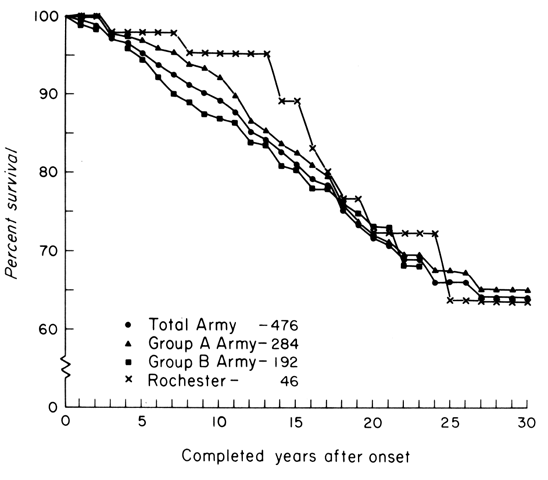 100
90
80
70
60
0
Percent survival
● Total Army - 476
▲ Group A Army - 284
■ Group B Army - 192
× Rochester - 46
0 5 10 15 20 25 30
Completed years after onset